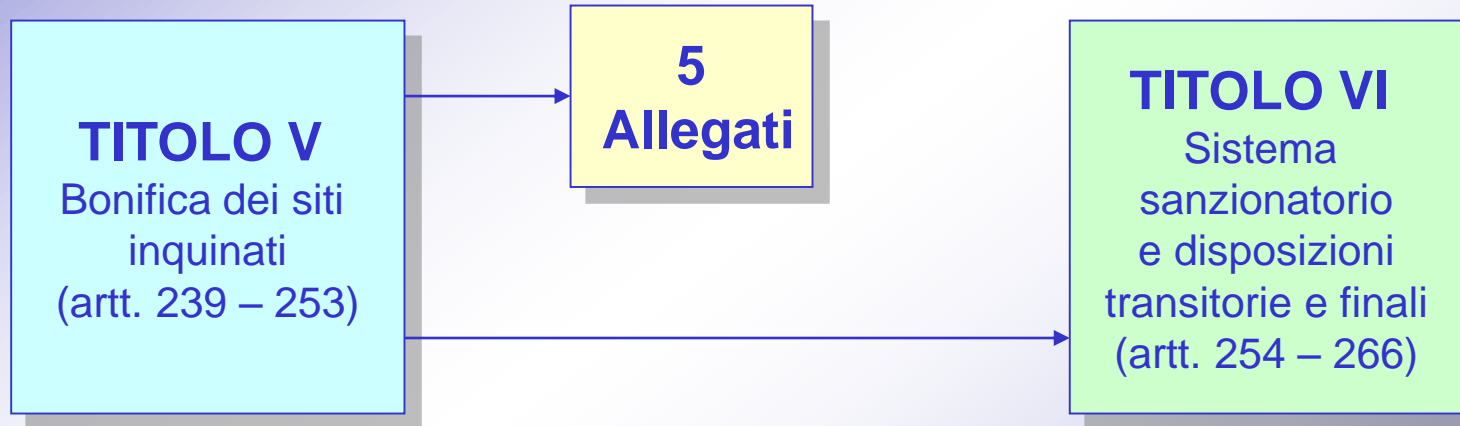 TITOLO V
Bonifica dei siti
inquinati
(artt. 239 – 253)
5
Allegati
TITOLO VI
Sistema
sanzionatorio
e disposizioni
transitorie e finali
(artt. 254 – 266)